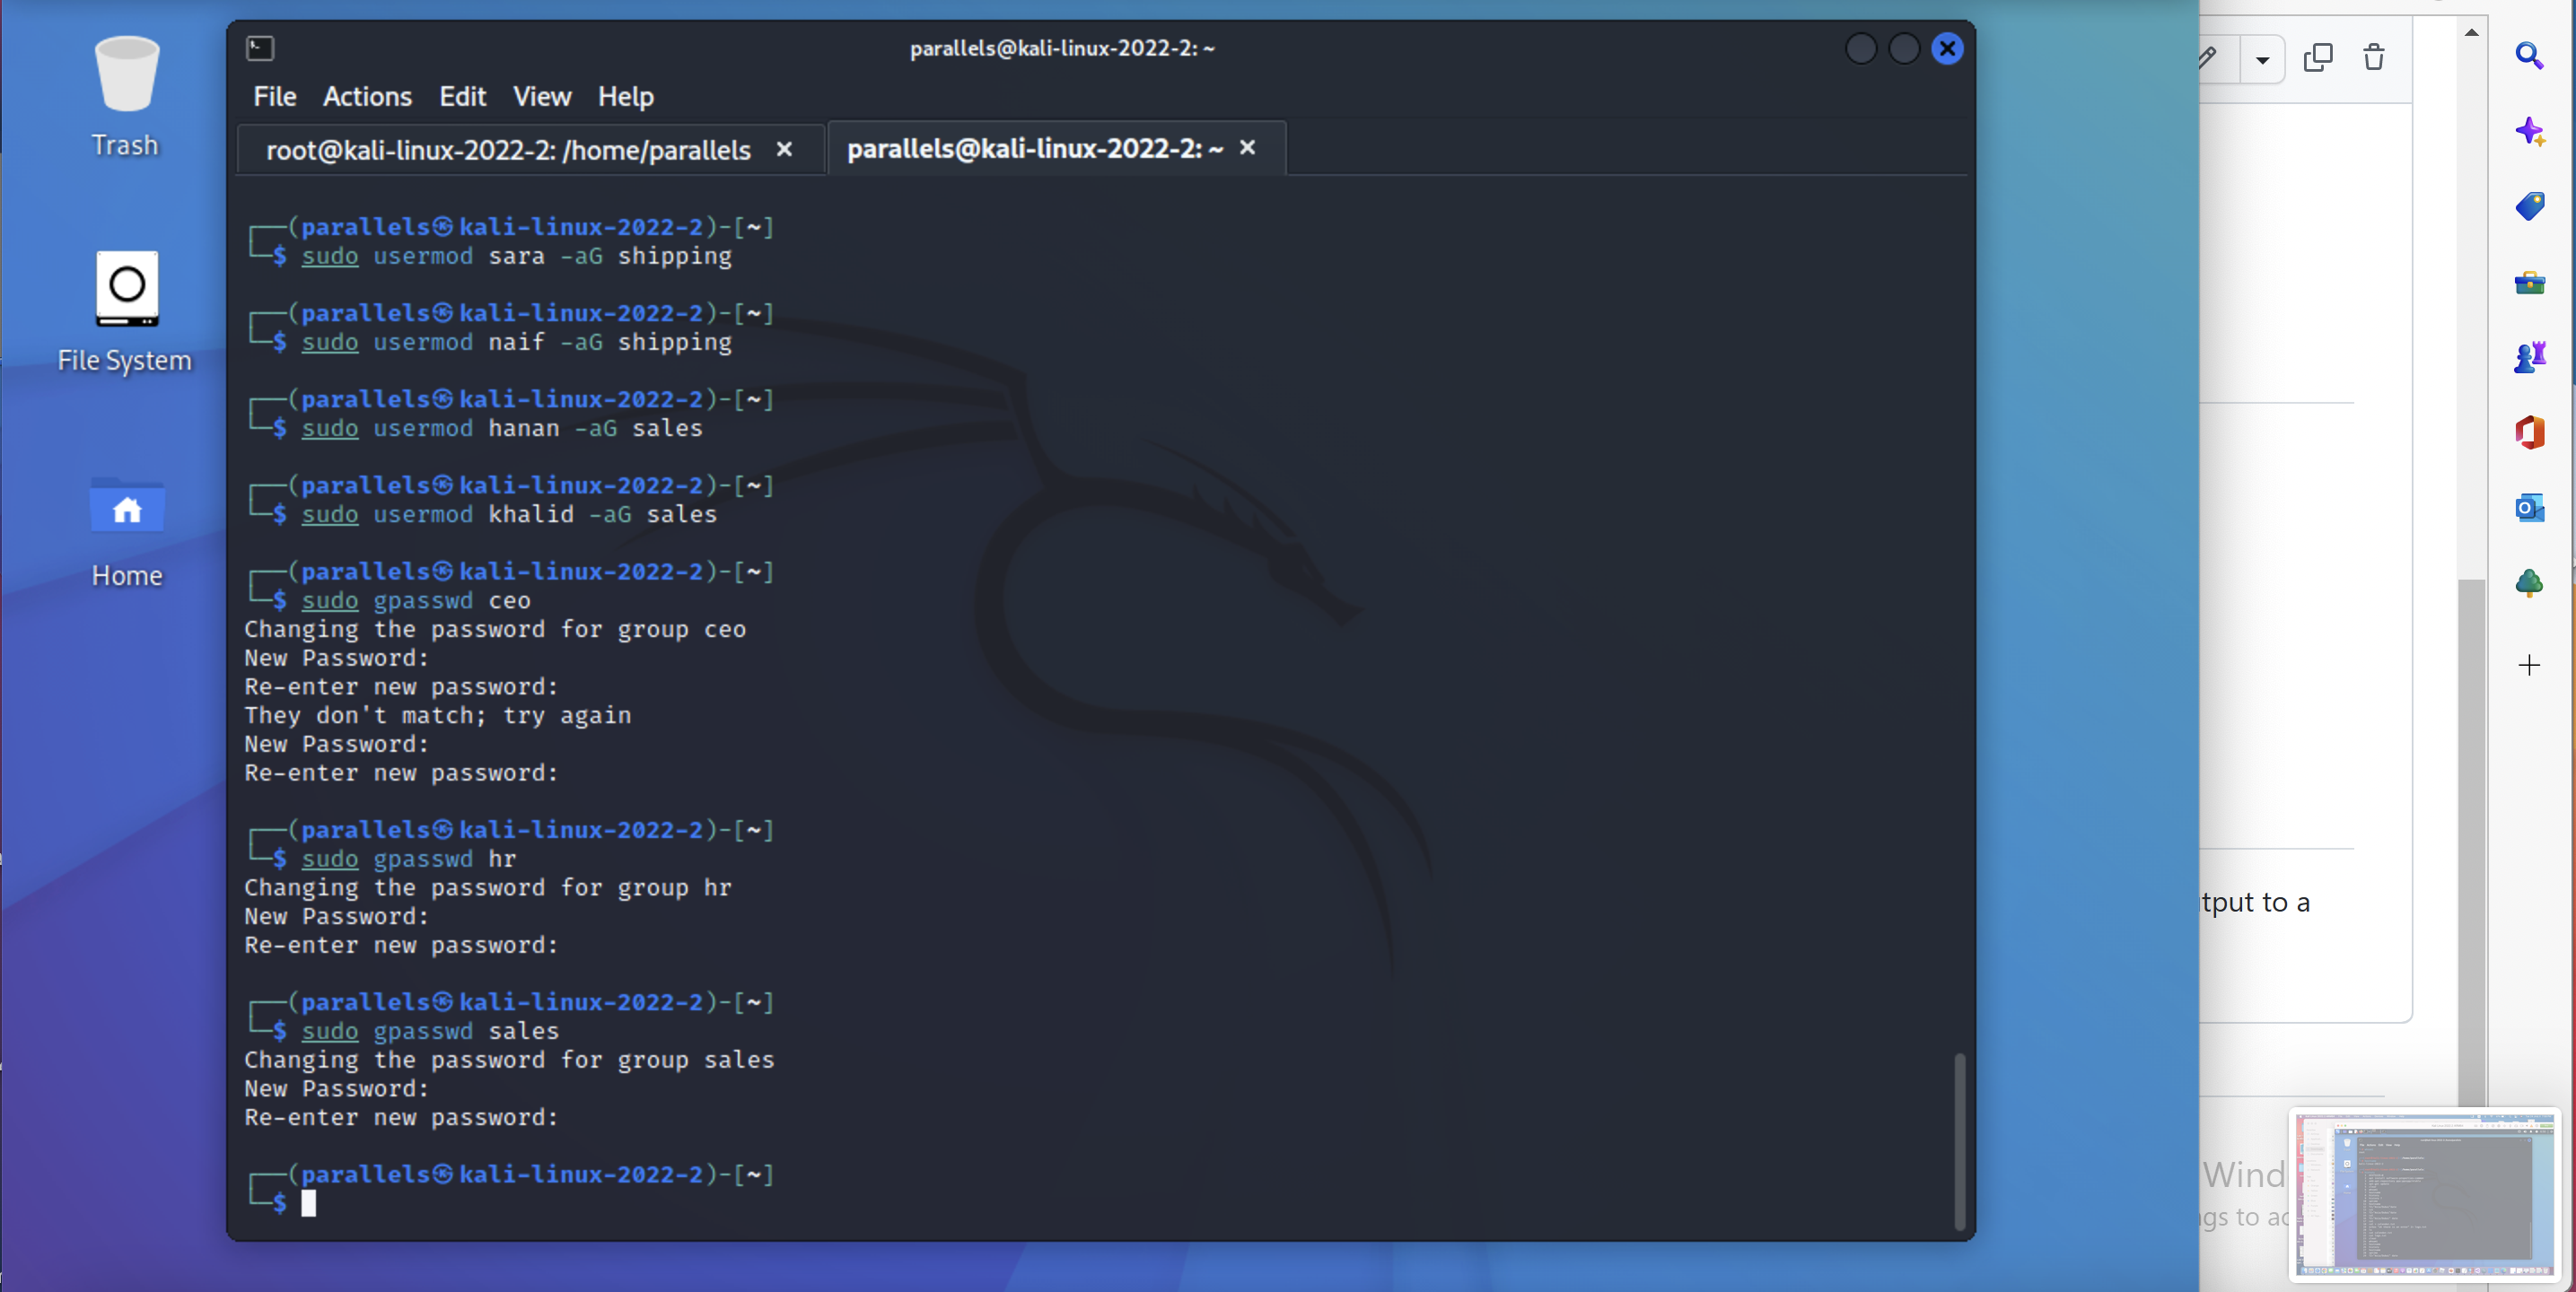 Trash
File System
Home
parallels@kali-linux-2022-2: ~
File Actions Edit View Help
root@kali-linux-2022-2: /home/parallels
parallels@kali-linux-2022-2: ~
┌──(parallels㉿kali-linux-2022-2)-[~]
└─$ sudo usermod sara -aG shipping
┌──(parallels㉿kali-linux-2022-2)-[~]
└─$ sudo usermod naif -aG shipping
┌──(parallels㉿kali-linux-2022-2)-[~]
└─$ sudo usermod hanan -aG sales
┌──(parallels㉿kali-linux-2022-2)-[~]
└─$ sudo usermod khalid -aG sales
┌──(parallels㉿kali-linux-2022-2)-[~]
└─$ sudo gpasswd ceo
Changing the password for group ceo
New Password:
Re-enter new password:
They don't match; try again
New Password:
Re-enter new password:
┌──(parallels㉿kali-linux-2022-2)-[~]
└─$ sudo gpasswd hr
Changing the password for group hr
New Password:
Re-enter new password:
┌──(parallels㉿kali-linux-2022-2)-[~]
└─$ sudo gpasswd sales
Changing the password for group sales
New Password:
Re-enter new password:
┌──(parallels㉿kali-linux-2022-2)-[~]
└─$
tput to a
Wind
gs to ac